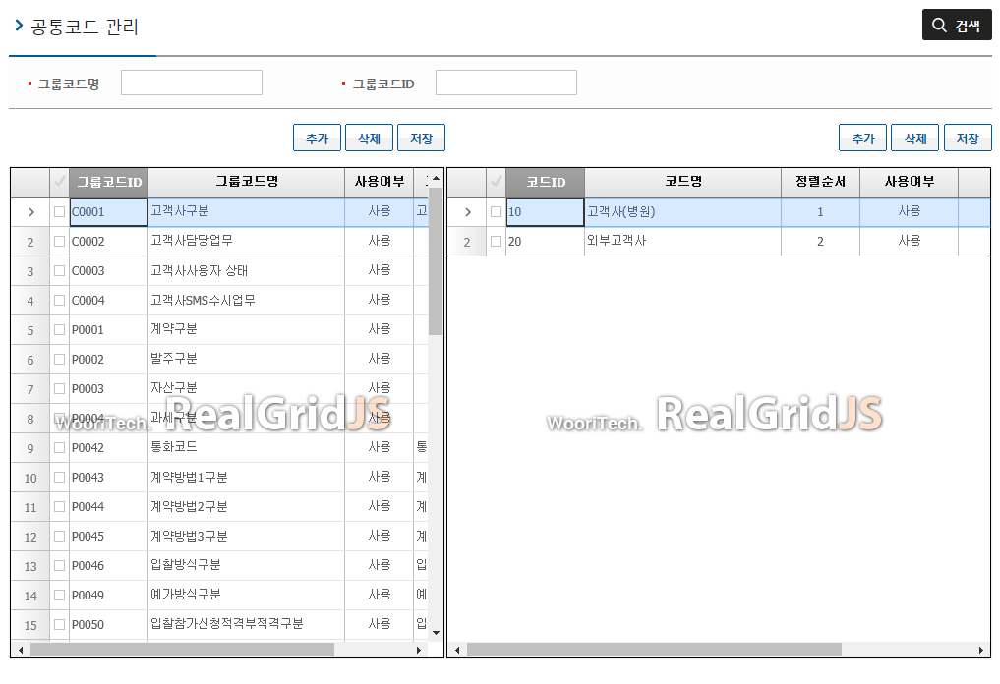 공통코드 관리
검색
그룹코드명 그룹코드ID
추가 삭제 저장 추가 삭제 저장
그룹코드ID 그룹코드명 사용여부
C0001 고객사구분 사용 고
2 C0002 고객사담당업무 사용
3 C0003 고객사사용자 상태 사용
4 C0004 고객사SMS수시업무 사용
5 P0001 계약구분 사용
6 P0002 발주구분 사용
7 P0003 자산구분 사용
8 P0004 과세구분 사용
9 P0042 통화코드 사용 통
10 P0043 계약방법1구분 사용 계
11 P0044 계약방법2구분 사용 계
12 P0045 계약방법3구분 사용 계
13 P0046 입찰방식구분 사용 입
14 P0049 예가방식구분 사용 예
15 P0050 입찰참가신청적격부적격구분 사용 입
WooriTech. RealGridJS
코드ID 코드명 정렬순서 사용여부
10 고객사(병원) 1 사용
2 20 외부고객사 2 사용
WooriTech. RealGridJS